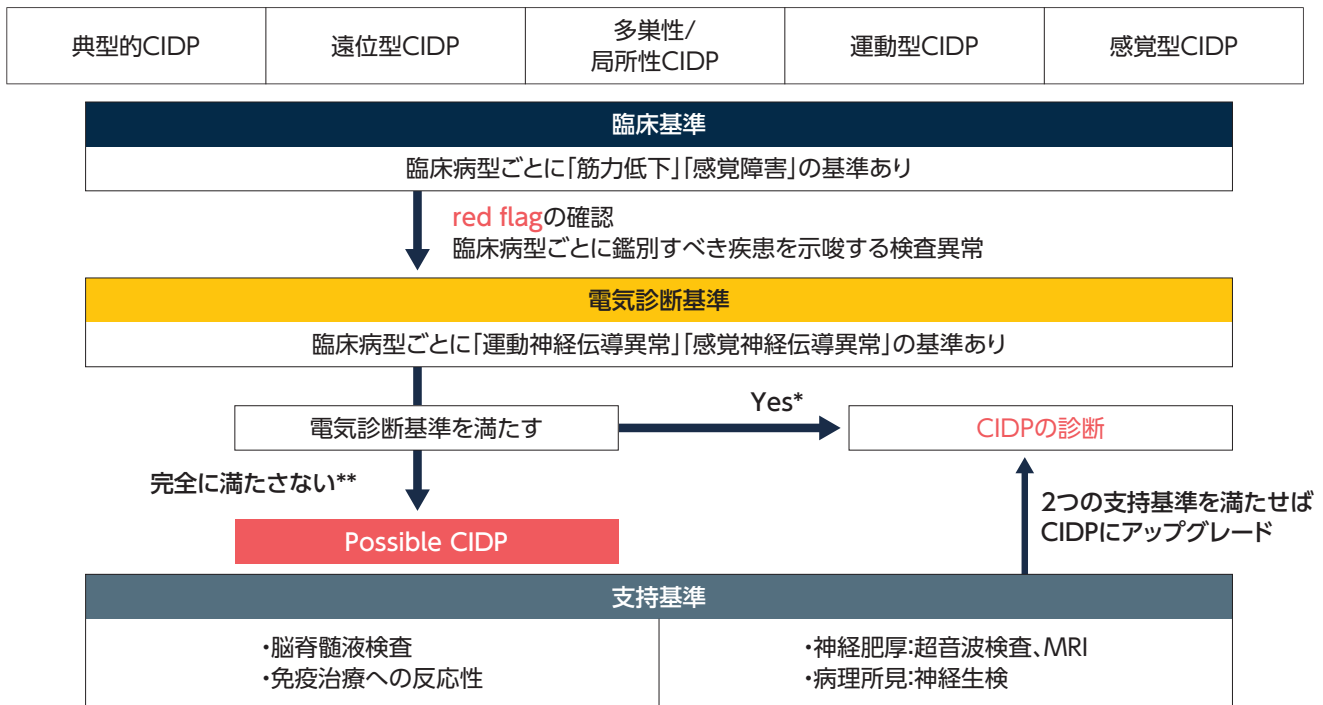 典型的CIDP
遠位型CIDP
多巣性/
局所性CIDP
運動型CIDP
感覚型CIDP
臨床基準
臨床病型ごとに「筋力低下」「感覚障害」の基準あり
red flagの確認
臨床病型ごとに鑑別すべき疾患を示唆する検査異常
電気診断基準
臨床病型ごとに「運動神経伝導異常」「感覚神経伝導異常」の基準あり
電気診断基準を満たす
Yes*
CIDPの診断
完全に満たさない**
Possible CIDP
2つの支持基準を満たせば
CIDPにアップグレード
支持基準
・脳脊髄液検査
・免疫治療への反応性
・神経肥厚:超音波検査、MRI
・病理所見:神経生検